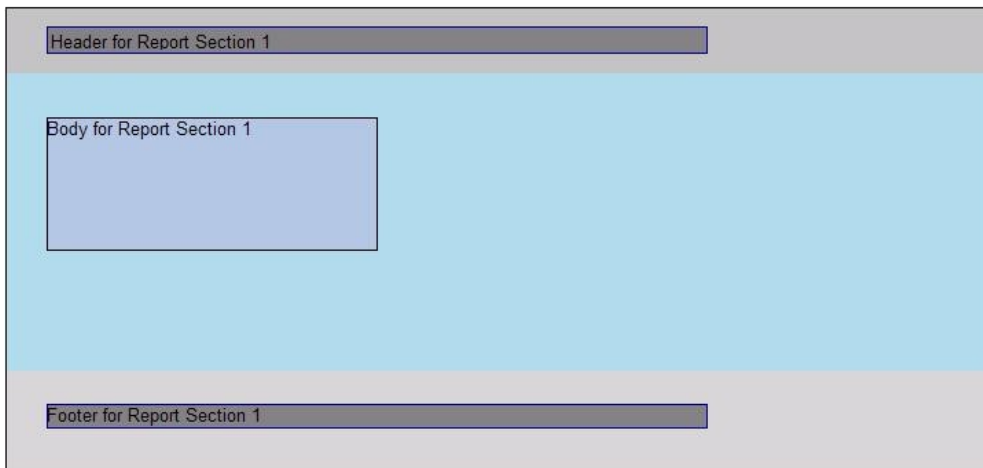 Header for Report Section 1
Body for Report Section 1
Footer for Report Section 1